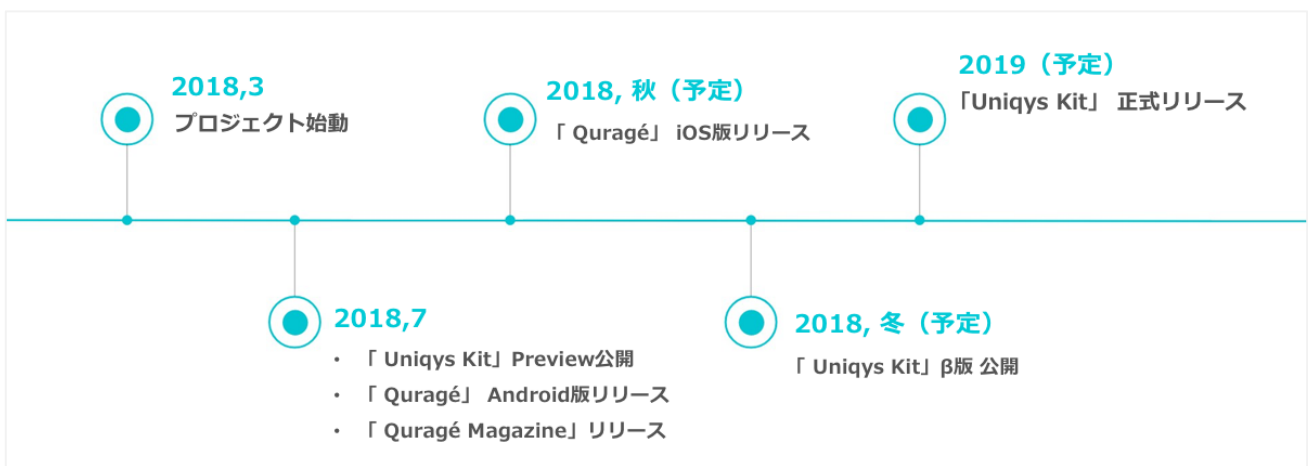 2018,3
プロジェクト始動
2018,7
・ 「 Uniqys Kit」Preview公開
・ 「 Quragé」 Android版リリース
・ 「 Quragé Magazine」リリース
2018, 秋（予定）
「 Quragé」 iOS版リリース
2018, 冬（予定）
「 Uniqys Kit」β版 公開
2019（予定）
「Uniqys Kit」 正式リリース